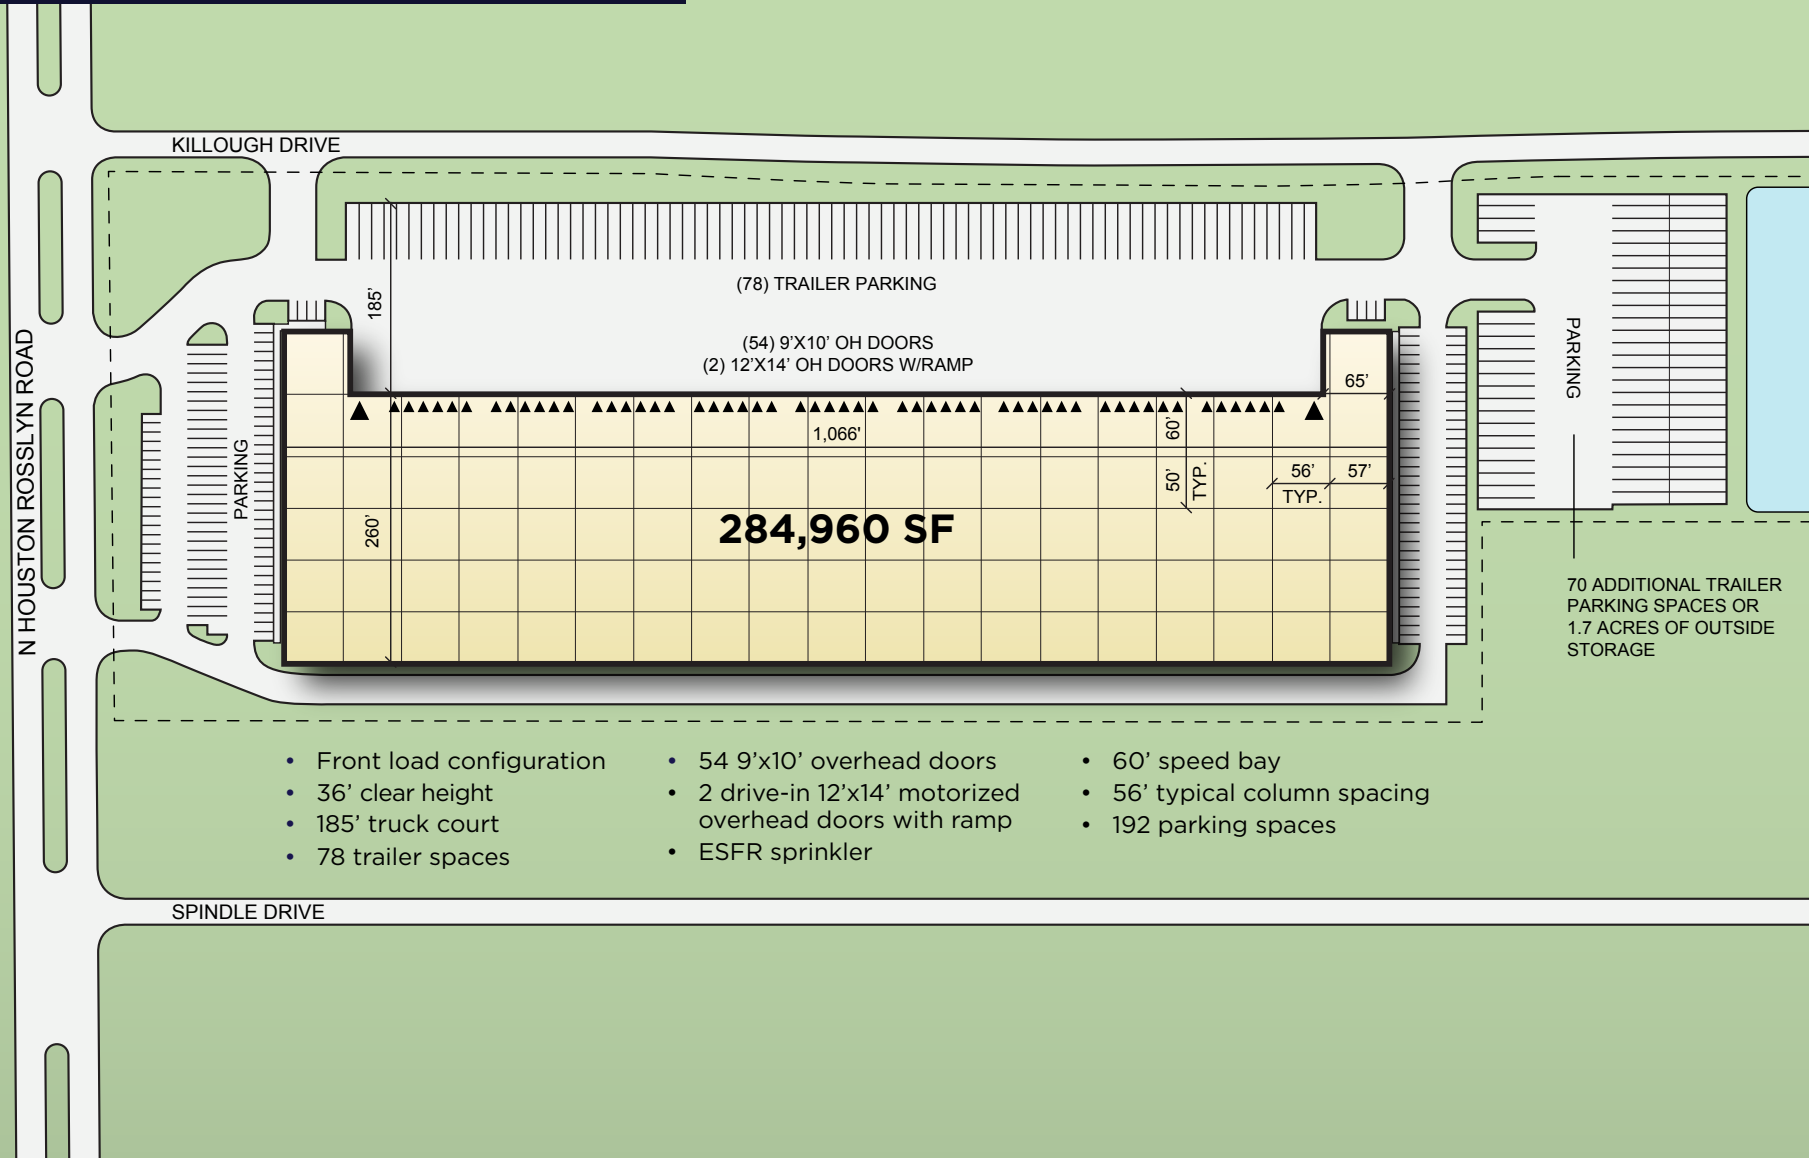 KILLOUGH DRIVE
(78) TRAILER PARKING
185’
(54) 9’X10’ OH DOORS
(2) 12’X14’ OH DOORS W/RAMP
65’
PARKING
N HOUSTON ROSSLYN ROAD
PARKING
1,066'
60’
50’
TYP.
56’
57’
TYP.
260’
284,960 SF
70 ADDITIONAL TRAILER
PARKING SPACES OR
1.7 ACRES OF OUTSIDE
STORAGE
• Front load configuration
• 36’ clear height
• 185’ truck court
• 78 trailer spaces
• 54 9’x10’ overhead doors
• 2 drive-in 12’x14’ motorized
overhead doors with ramp
• ESFR sprinkler
• 60’ speed bay
• 56’ typical column spacing
• 192 parking spaces
SPINDLE DRIVE